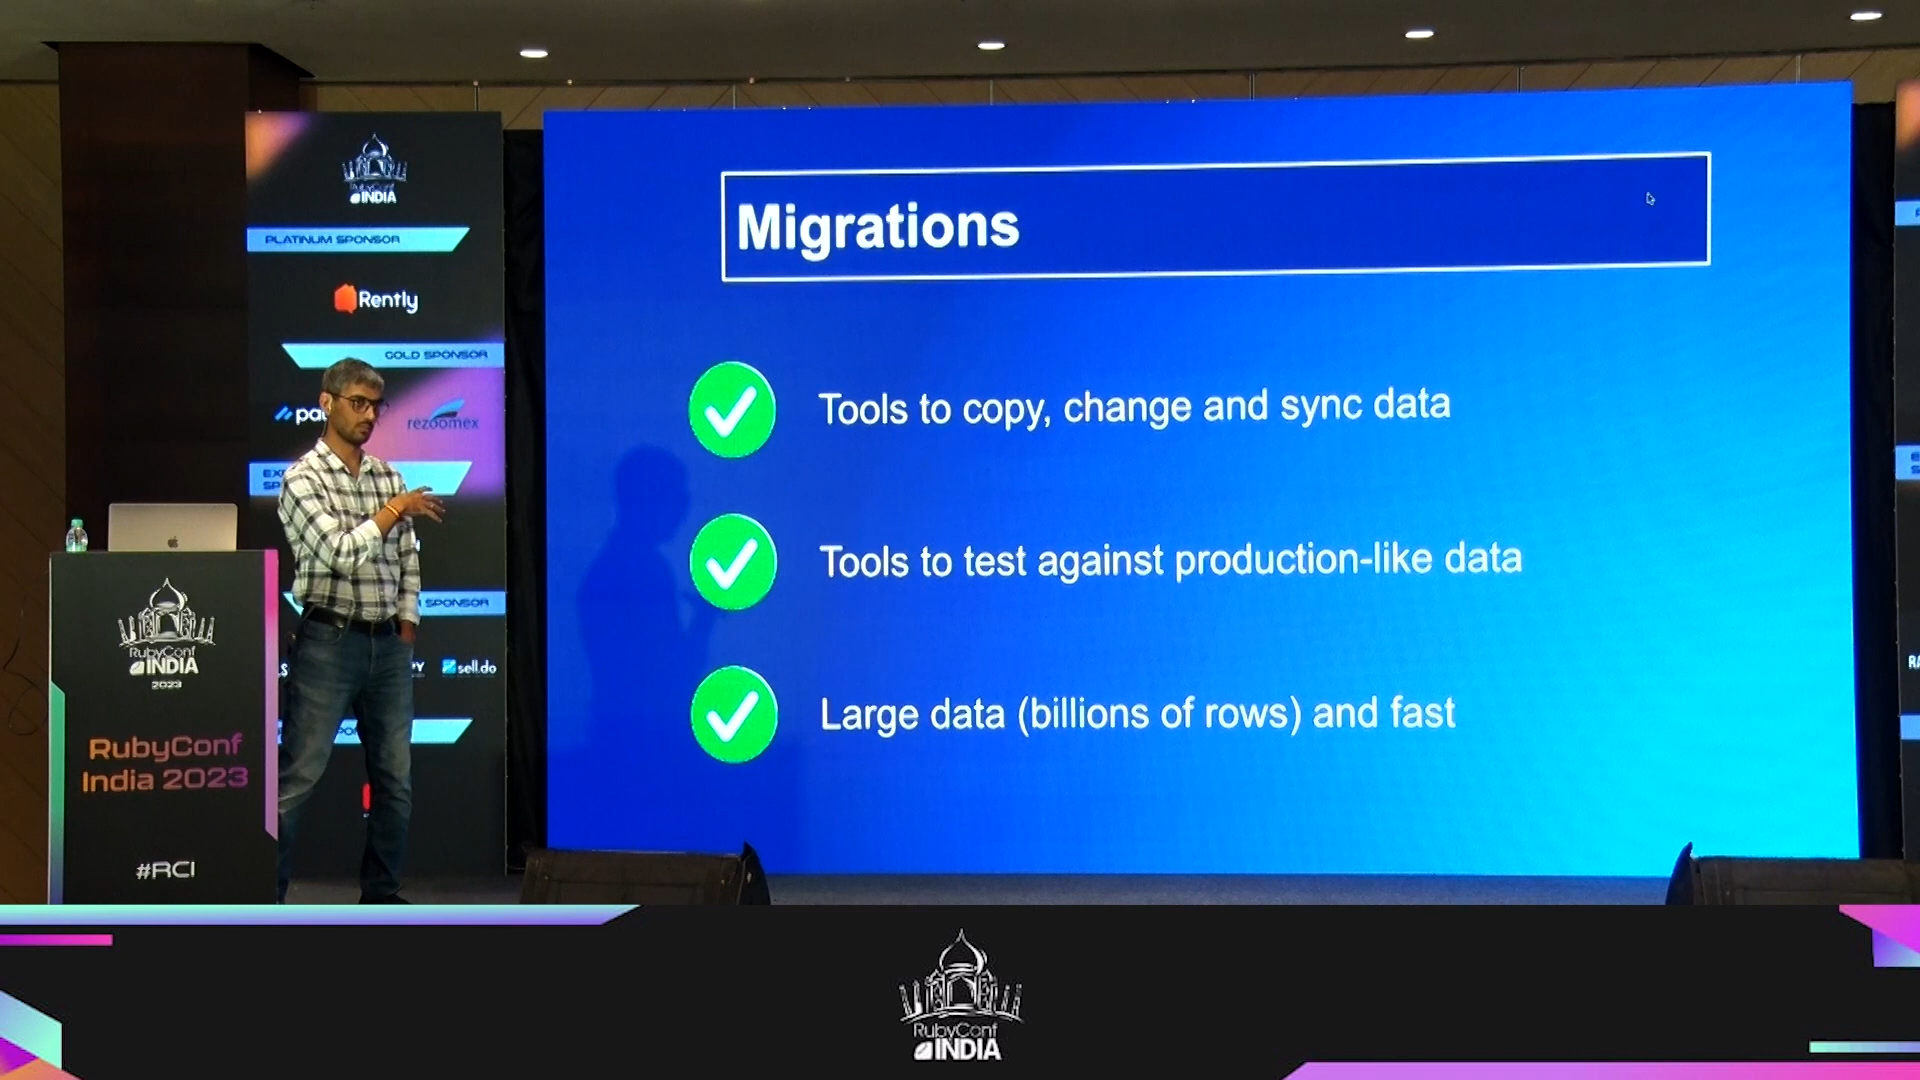 RubyConf
INDIA
PLATINUM SPONSOR
Rently
GOLD SPONSOR
rezoomex
SPONSOR
sell.do
Migrations
Tools to copy, change and sync data
Tools to test against production-like data
Large data (billions of rows) and fast
RubyConf
INDIA
2023
RubyConf
India 2023
#RCI
RubyConf
INDIA